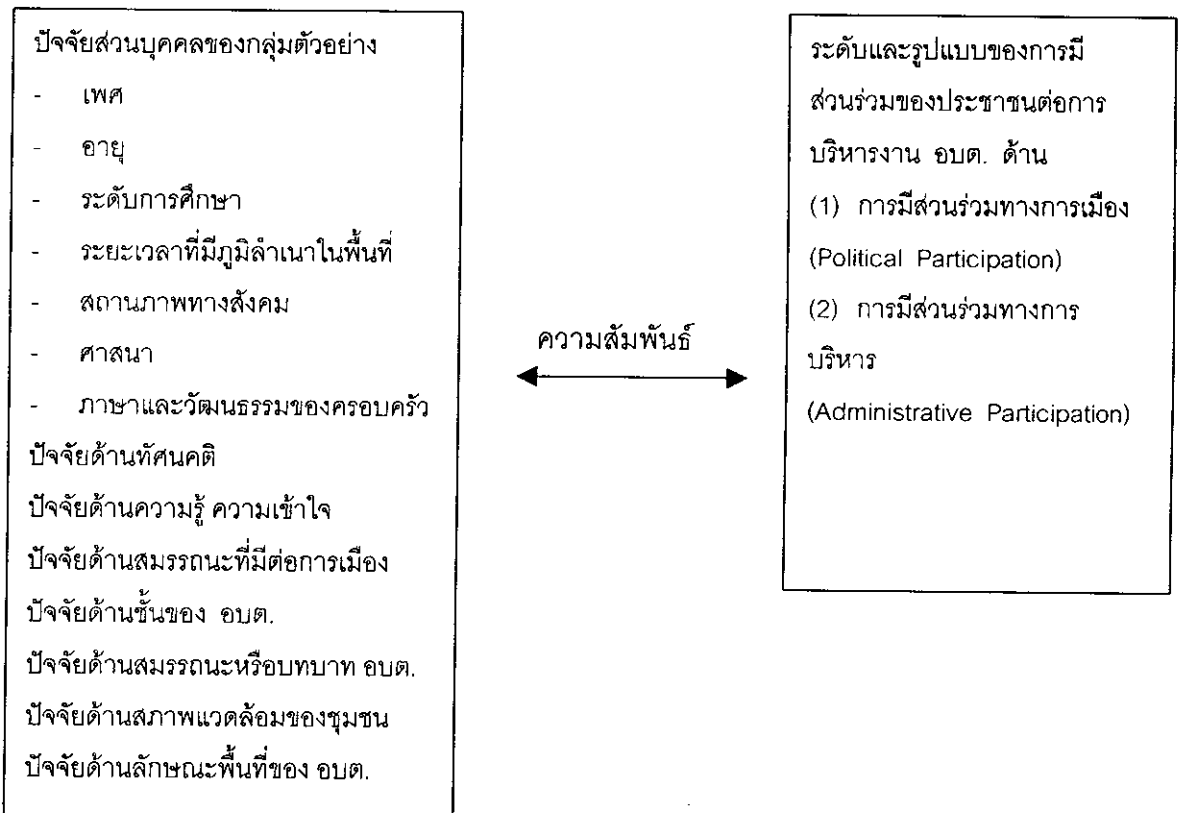 ปัจจัยส่วนบุคคลของกลุ่มตัวอย่าง
- เพศ
- อายุ
- ระดับการศึกษา
- ระยะเวลาที่มีภูมิลำเนาในพื้นที่
- สถานภาพทางสังคม
- ศาสนา
- ภาษาและวัฒนธรรมของครอบครัว
ปัจจัยด้านทัศนคติ
ปัจจัยด้านความรู้ ความเข้าใจ
ปัจจัยด้านสมรรถนะที่มีต่อการเมือง
ปัจจัยด้านชั้นของ อบต.
ปัจจัยด้านสมรรถนะหรือบทบาท อบต.
ปัจจัยด้านสภาพแวดล้อมของชุมชน
ปัจจัยด้านลักษณะพื้นที่ของ อบต.
ความสัมพันธ์
ระดับและรูปแบบของการมี
ส่วนร่วมของประชาชนต่อการ
บริหารงาน อบต. ด้าน
(1) การมีส่วนร่วมทางการเมือง
(Political Participation)
(2) การมีส่วนร่วมทางการ
บริหาร
(Administrative Participation)